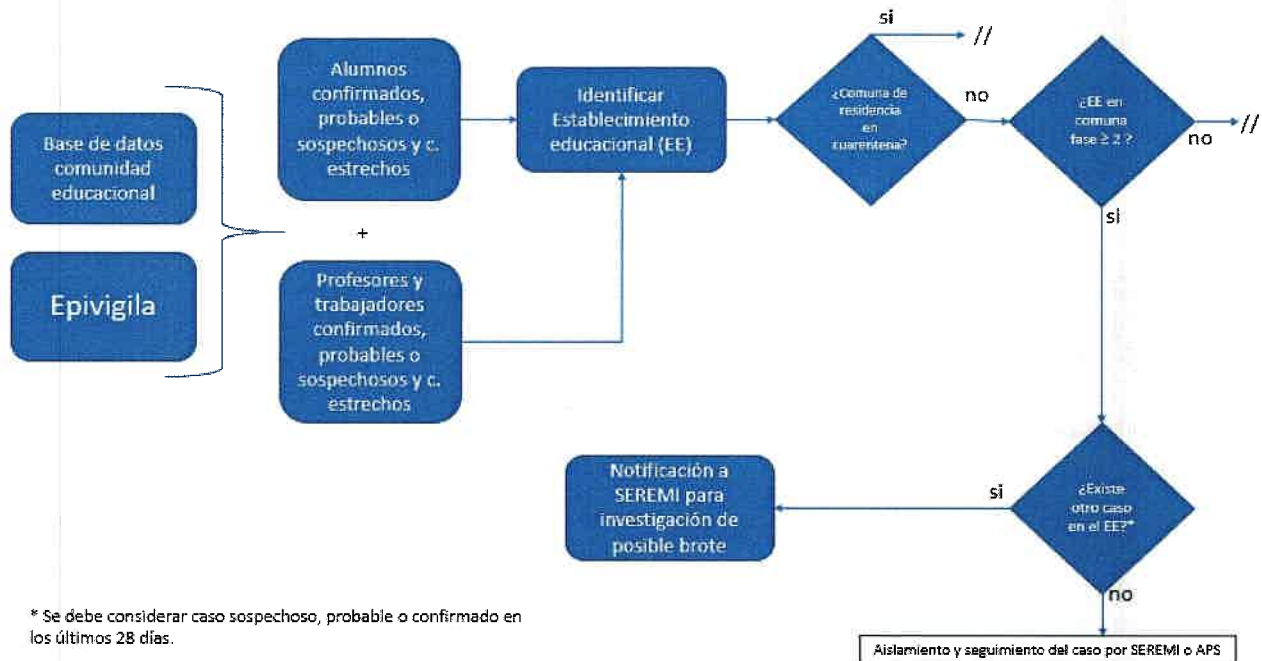 Base de datos
comunidad
educacional
Epivigila
Alumnos
confirmados,
probables o
sospechosos y c.
estrechos
+
Profesores y
trabajadores
confirmados,
probables o
sospechosos y c.
estrechos
Identificar
Establecimiento
educacional (EE)
¿Comuna de
residencia
en
cuarentena?
si
//
no
¿EE en
comuna
fase ≥ 2 ?
no
//
si
¿Existe
otro caso
en el EE?*
si
Notificación a
SEREMI para
investigación de
posible brote
no
Aislamiento y seguimiento del caso por SEREMI o APS
* Se debe considerar caso sospechoso, probable o confirmado en
los últimos 28 días.